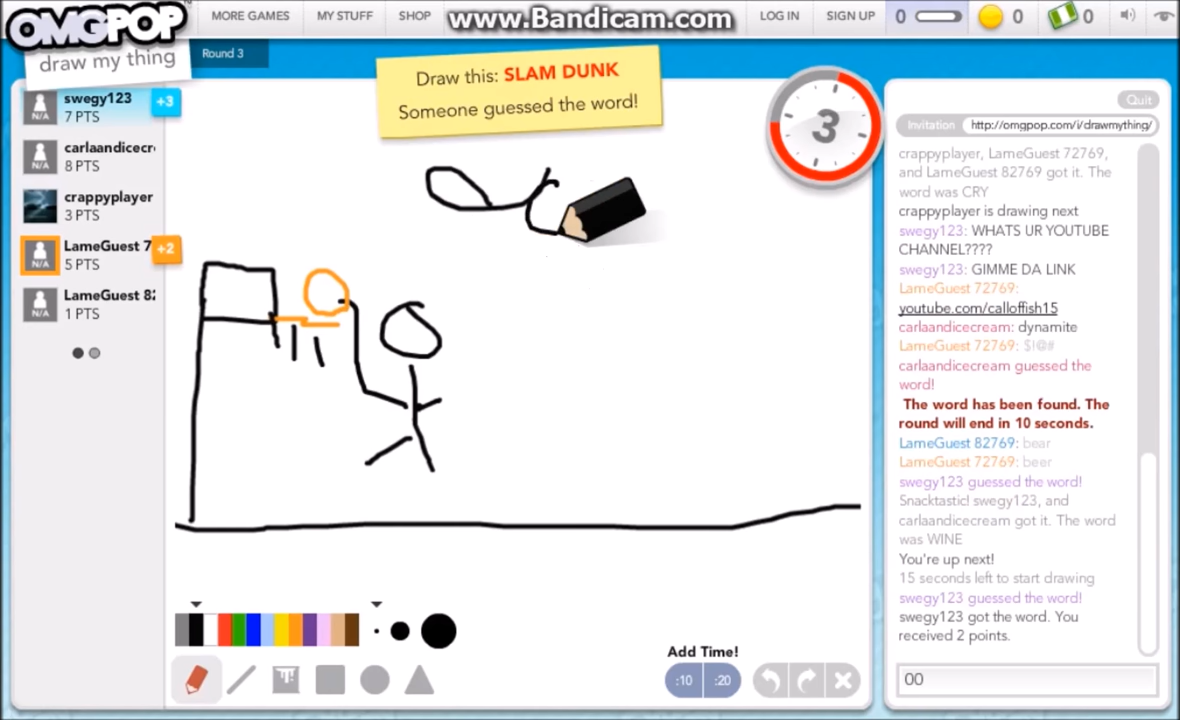 OMGPOP
draw my thing
MORE GAMES
MY STUFF
SHOP
www.Bandicam.com
LOG IN
SIGN UP
0
0
0
Round 3
Draw this: SLAM DUNK
Someone guessed the word!
3
swegy123
7 PTS
+3
N/A
carlaandicecr
8 PTS
N/A
crappyplayer
3 PTS
LameGuest 7
5 PTS
+2
N/A
LameGuest 82
1 PTS
N/A
Quit
Invitation
http://omgpop.com/i/drawmything/
crappyplayer, LameGuest 72769,
and LameGuest 82769 got it. The
word was CRY
crappyplayer is drawing next
swegy123: WHATS UR YOUTUBE
CHANNEL????
swegy123: GIMME DA LINK
LameGuest 72769:
youtube.com/calloffish15
carlaandicecream: dynamite
LameGuest 72769: $!@#
carlaandicecream guessed the
word!
The word has been found. The
round will end in 10 seconds.
LameGuest 82769: bear
LameGuest 72769: beer
swegy123 guessed the word!
Snacktastic! swegy123, and
carlaandicecream got it. The word
was WINE
You're up next!
15 seconds left to start drawing
swegy123 guessed the word!
swegy123 got the word. You
received 2 points.
00
Add Time!
:10
:20